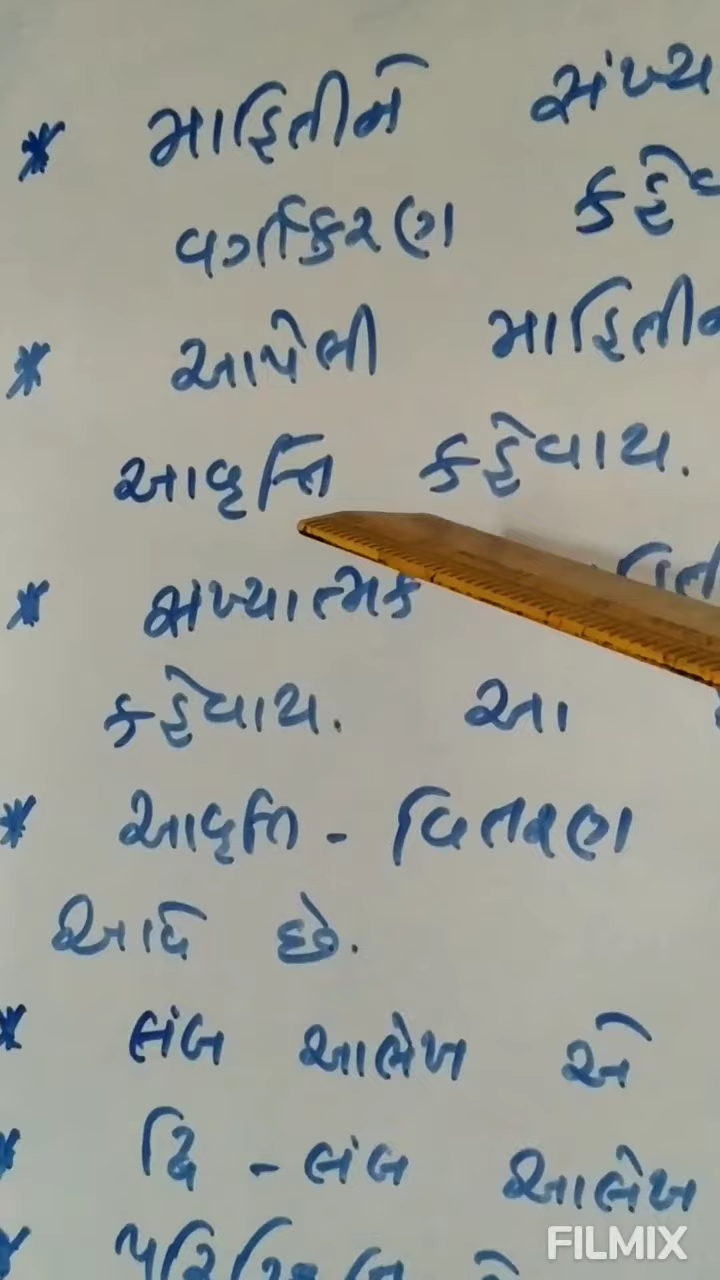 * માહિતીને સંખ્ય
વર્ગીકરણ કહેવ
* આપેલી માહિતીન
આવૃત્તિ કહેવાય.
* સંખ્યાત્મક
કહેવાય. આ
* આવૃત્તિ - વિતરણ
આદિ છે.
* લંબ આલેખ એ
* દ્વિ - લંબ આલેખ
FILMIX